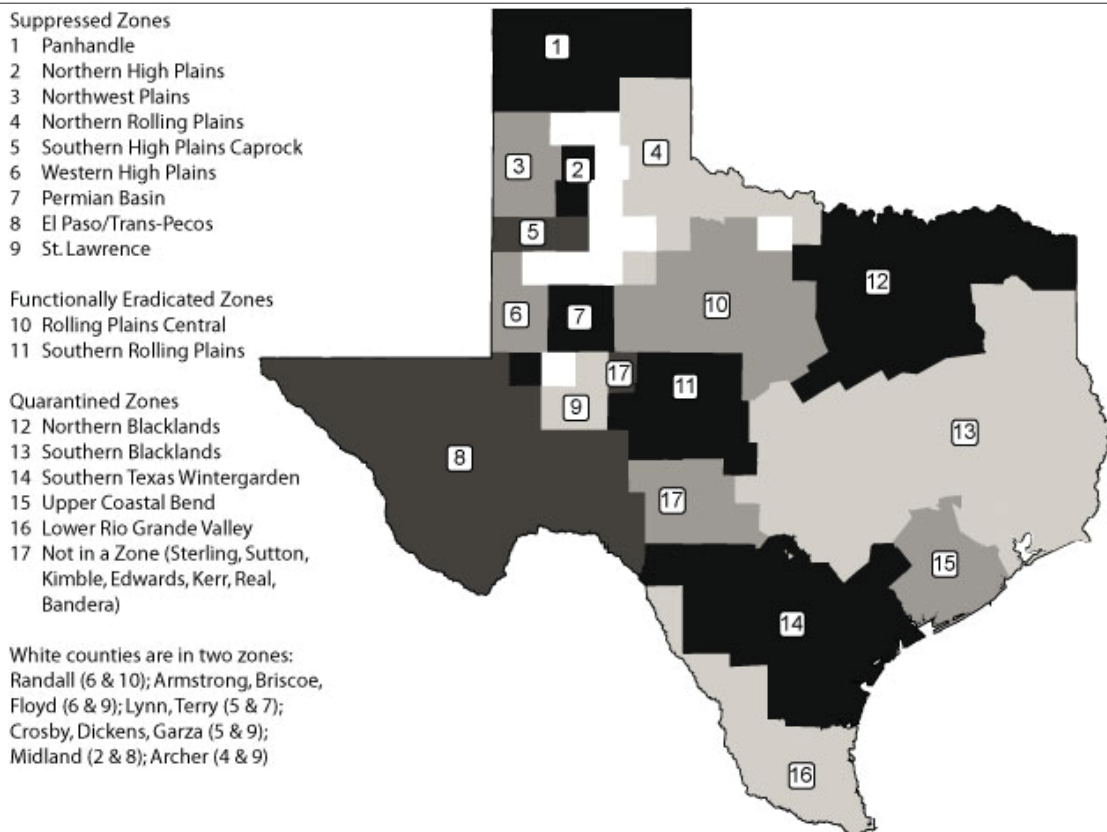 Suppressed Zones
1 Panhandle
2 Northern High Plains
3 Northwest Plains
4 Northern Rolling Plains
5 Southern High Plains Caprock
6 Western High Plains
7 Permian Basin
8 El Paso/Trans-Pecos
9 St. Lawrence
Functionally Eradicated Zones
10 Rolling Plains Central
11 Southern Rolling Plains
Quarantined Zones
12 Northern Blacklands
13 Southern Blacklands
14 Southern Texas Wintergarden
15 Upper Coastal Bend
16 Lower Rio Grande Valley
17 Not in a Zone (Sterling, Sutton,
Kimble, Edwards, Kerr, Real,
Bandera)
White counties are in two zones:
Randall (6 & 10); Armstrong, Briscoe,
Floyd (6 & 9); Lynn, Terry (5 & 7);
Crosby, Dickens, Garza (5 & 9);
Midland (2 & 8); Archer (4 & 9)
1
4
3
2
5
12
10
6
7
17
11
9
13
8
17
15
14
16